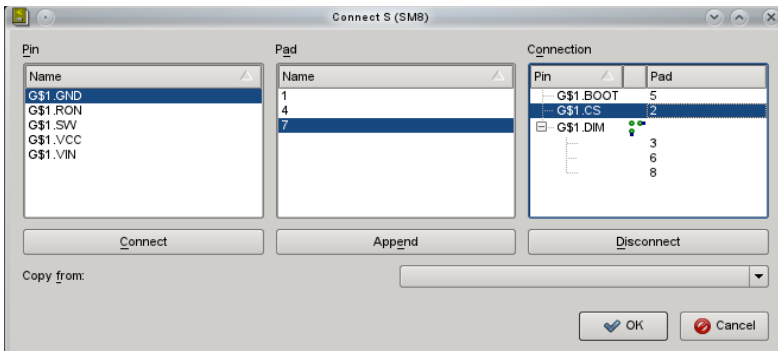 Connect S (SM8)
Pin
Pad
Connection
Name
Name
Pin
Pad
G$1.GND
G$1.RON
G$1.SW
G$1.VCC
G$1.VIN
1
4
7
G$1.BOOT 5
G$1.CS 2
G$1.DIM
3
6
8
Connect
Append
Disconnect
Copy from:
OK
Cancel